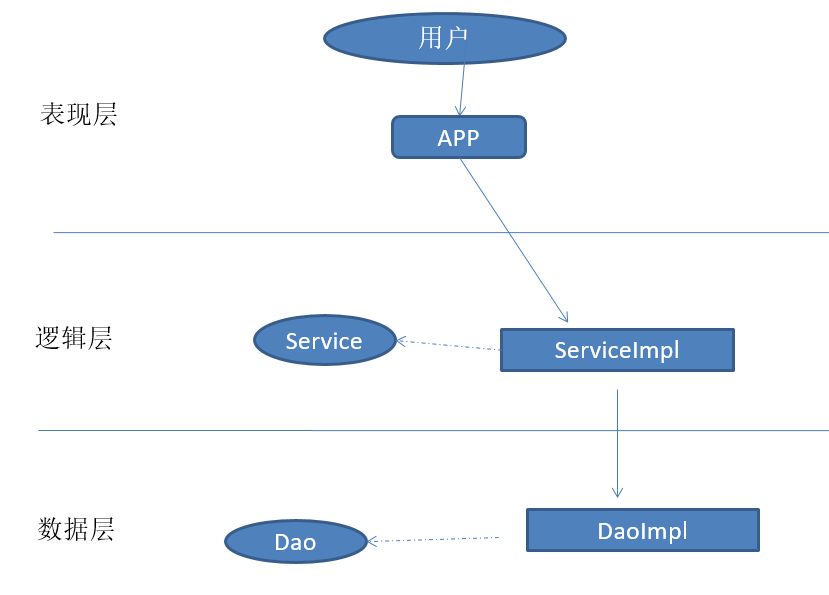 用户
表现层
APP
逻辑层
Service
ServiceImpl
数据层
Dao
DaoImpl